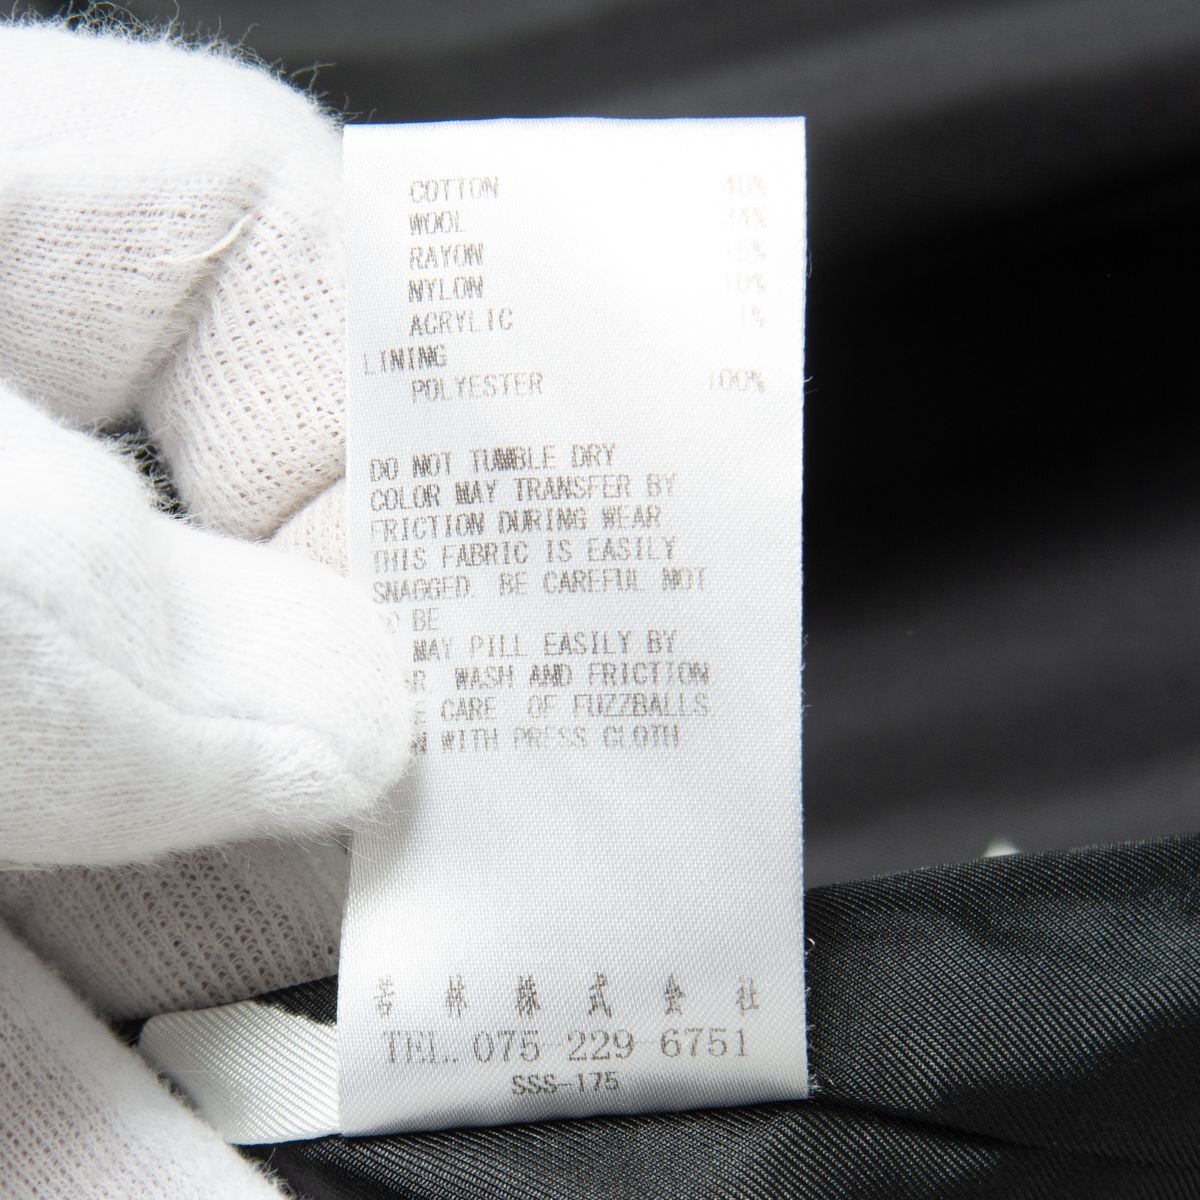 COTTON 40%
WOOL 34%
RAYON 15%
NYLON 10%
ACRYLIC 1%
LINING
POLYESTER 100%
DO NOT TUMBLE DRY
COLOR MAY TRANSFER BY
FRICTION DURING WEAR
THIS FABRIC IS EASILY
SNAGGED. BE CAREFUL NOT
BE
MAY PILL EASILY BY
WASH AND FRICTION
CARE OF FUZZBALLS
WITH PRESS CLOTH
若林株式会社
TEL. 075-229-6751
SSS-175